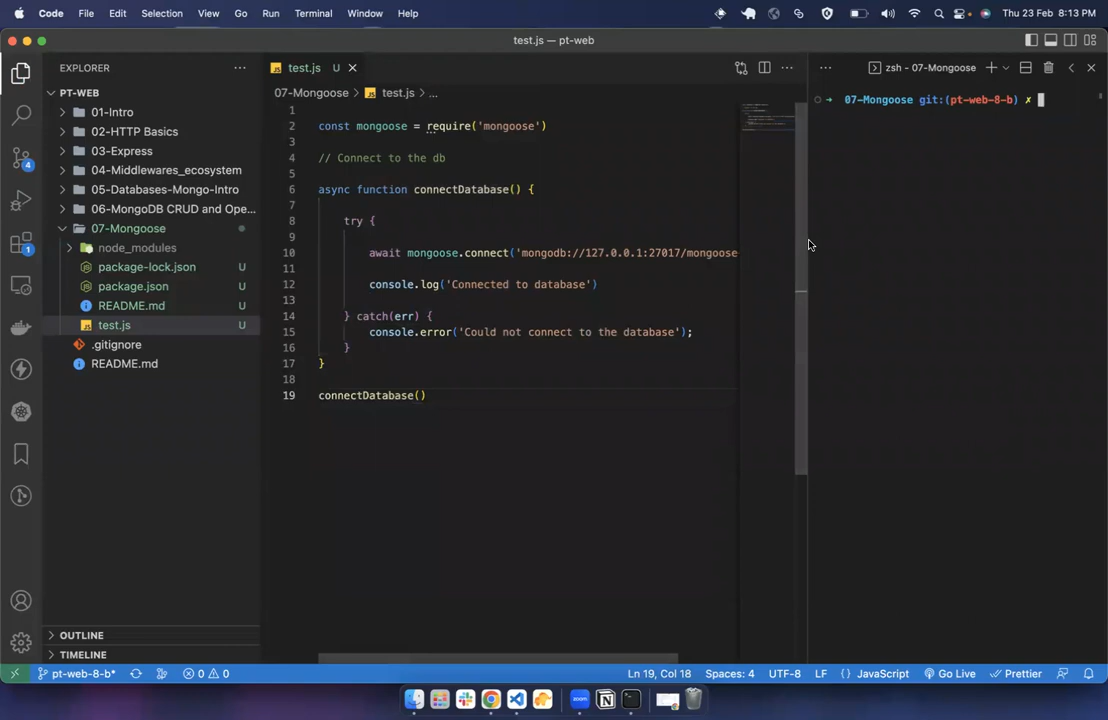 Code File Edit Selection View Go Run Terminal Window Help Thu 23 Feb 8:13 PM
test.js — pt-web
EXPLORER
PT-WEB
01-Intro
02-HTTP Basics
03-Express
04-Middlewares_ecosystem
05-Databases-Mongo-Intro
06-MongoDB CRUD and Ope...
07-Mongoose
node_modules
package-lock.json U
package.json U
README.md U
test.js U
.gitignore
README.md
OUTLINE
TIMELINE
4
1
JS test.js U
07-Mongoose > JS test.js > ...
1
2 const mongoose = require('mongoose')
3
4 // Connect to the db
5
6 async function connectDatabase() {
7
8 try {
9
10 await mongoose.connect('mongodb://127.0.0.1:27017/mongoose
11
12 console.log('Connected to database')
13
14 } catch(err) {
15 console.error('Could not connect to the database');
16 }
17 }
18
19 connectDatabase()
zsh - 07-Mongoose
07-Mongoose git:(pt-web-8-b) ✗
pt-web-8-b* 0 0 Ln 19, Col 18 Spaces: 4 UTF-8 LF {} JavaScript Go Live Prettier
zoom